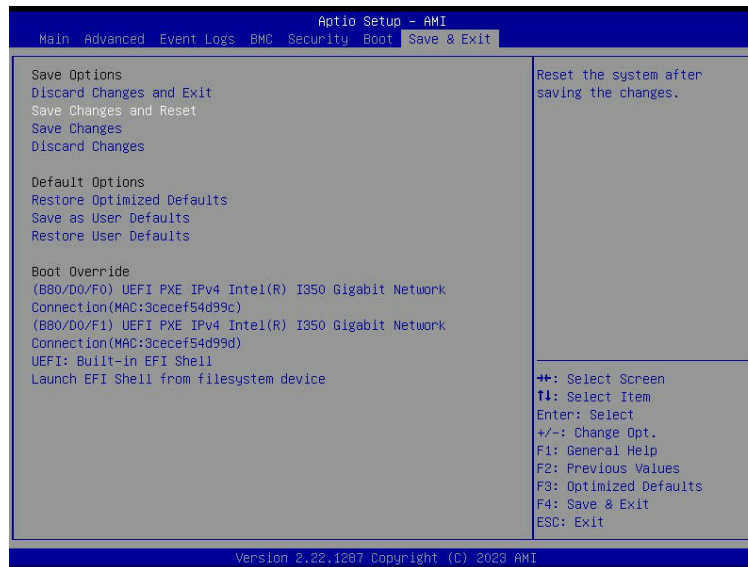 Aptio Setup - AMI
Main Advanced Event Logs BMC Security Boot Save & Exit
Save Options
Discard Changes and Exit
Save Changes and Reset
Save Changes
Discard Changes
Default Options
Restore Optimized Defaults
Save as User Defaults
Restore User Defaults
Boot Override
(B80/D0/F0) UEFI PXE IPv4 Intel(R) I350 Gigabit Network
Connection(MAC:3cecef54d99c)
(B80/D0/F1) UEFI PXE IPv4 Intel(R) I350 Gigabit Network
Connection(MAC:3cecef54d99d)
UEFI: Built-in EFI Shell
Launch EFI Shell from filesystem device
Reset the system after
saving the changes.
→←: Select Screen
↑↓: Select Item
Enter: Select
+/-: Change Opt.
F1: General Help
F2: Previous Values
F3: Optimized Defaults
F4: Save & Exit
ESC: Exit
Version 2.22.1287 Copyright (C) 2023 AMI